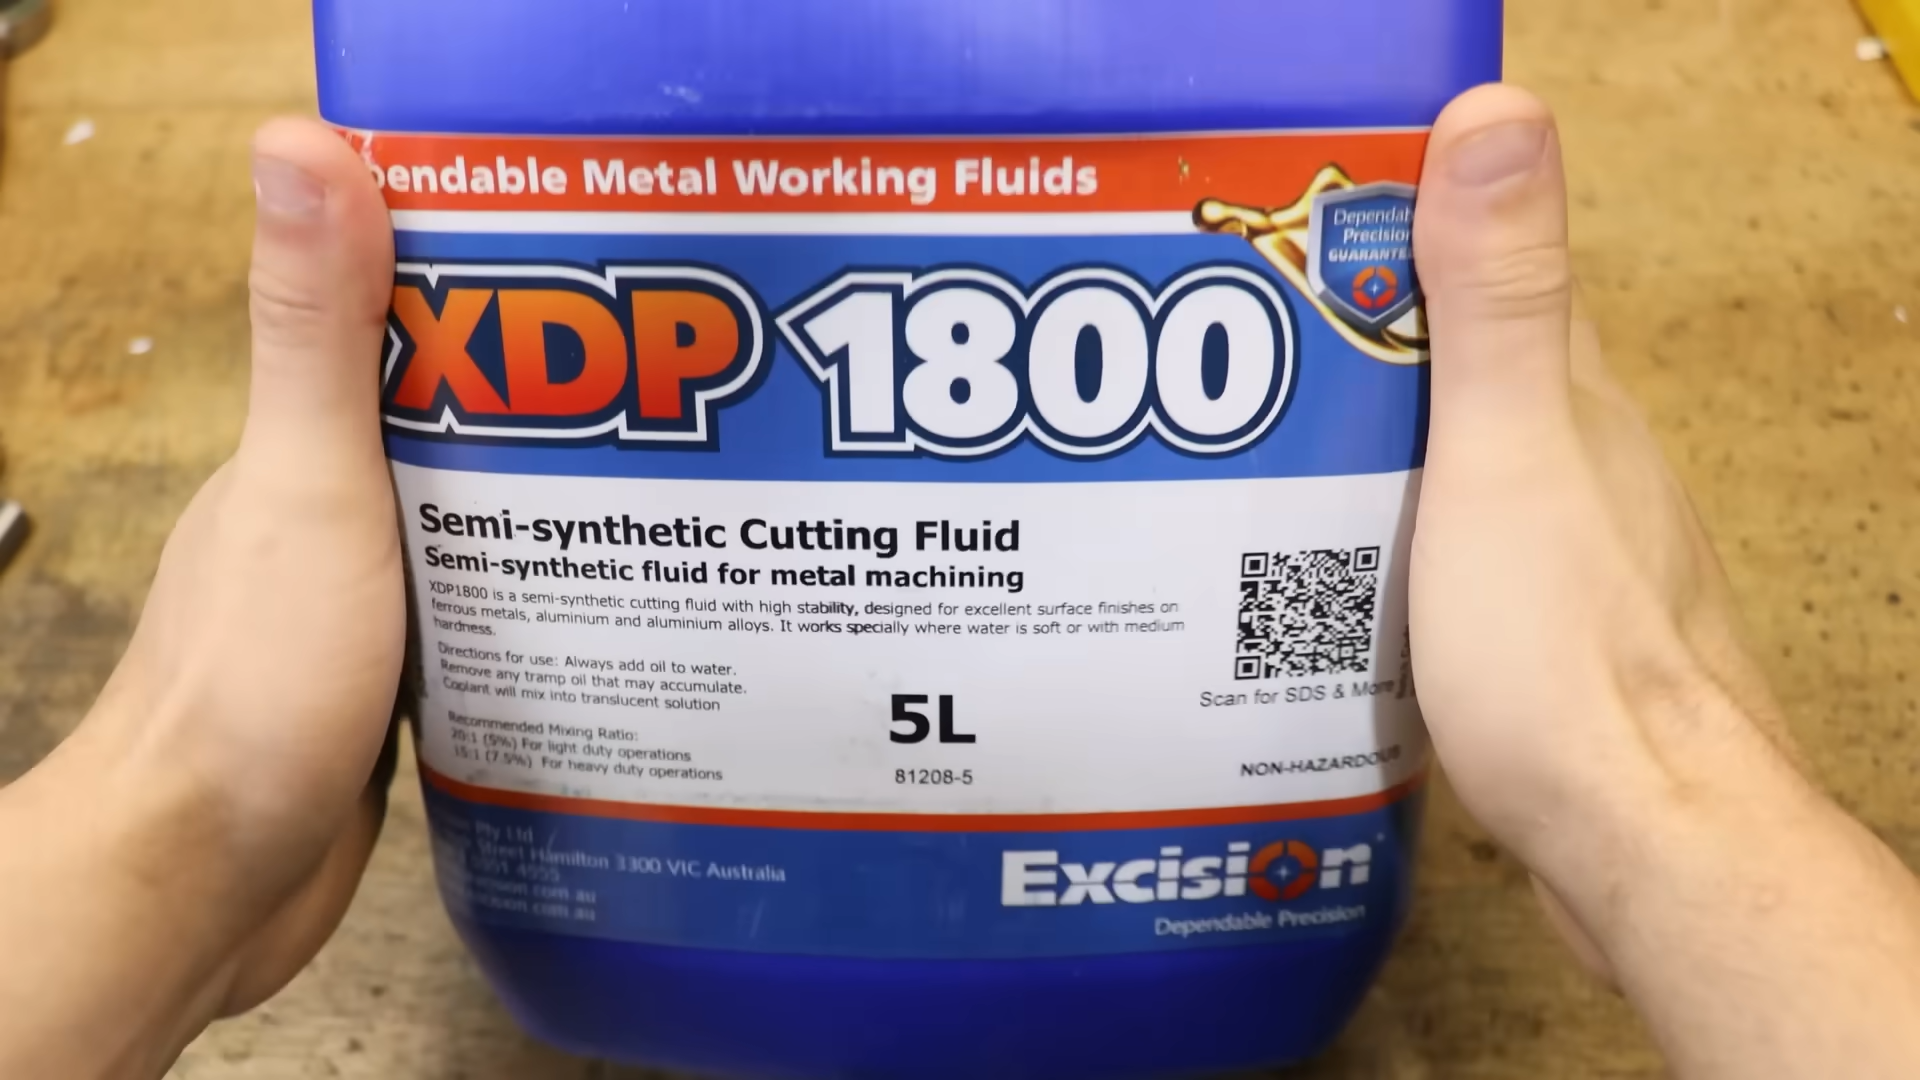 pendable Metal Working Fluids
Dependab
Precision
GUARANTEE
XDP 1800
Semi-synthetic Cutting Fluid
Semi-synthetic fluid for metal machining
XDP1800 is a semi-synthetic cutting fluid with high stability, designed for excellent surface finishes on
ferrous metals, aluminium and aluminium alloys. It works specially where water is soft or with medium
hardness.
Directions for use: Always add oil to water.
Remove any tramp oil that may accumulate.
Coolant will mix into translucent solution
Recommended Mixing Ratio:
20:1 (5%) For light duty operations
15:1 (7.5%) For heavy duty operations
5L
81208-5
Scan for SDS & More
NON-HAZARDOUS
Pty Ltd
Street Hamilton 3300 VIC Australia
Excision
Dependable Precision